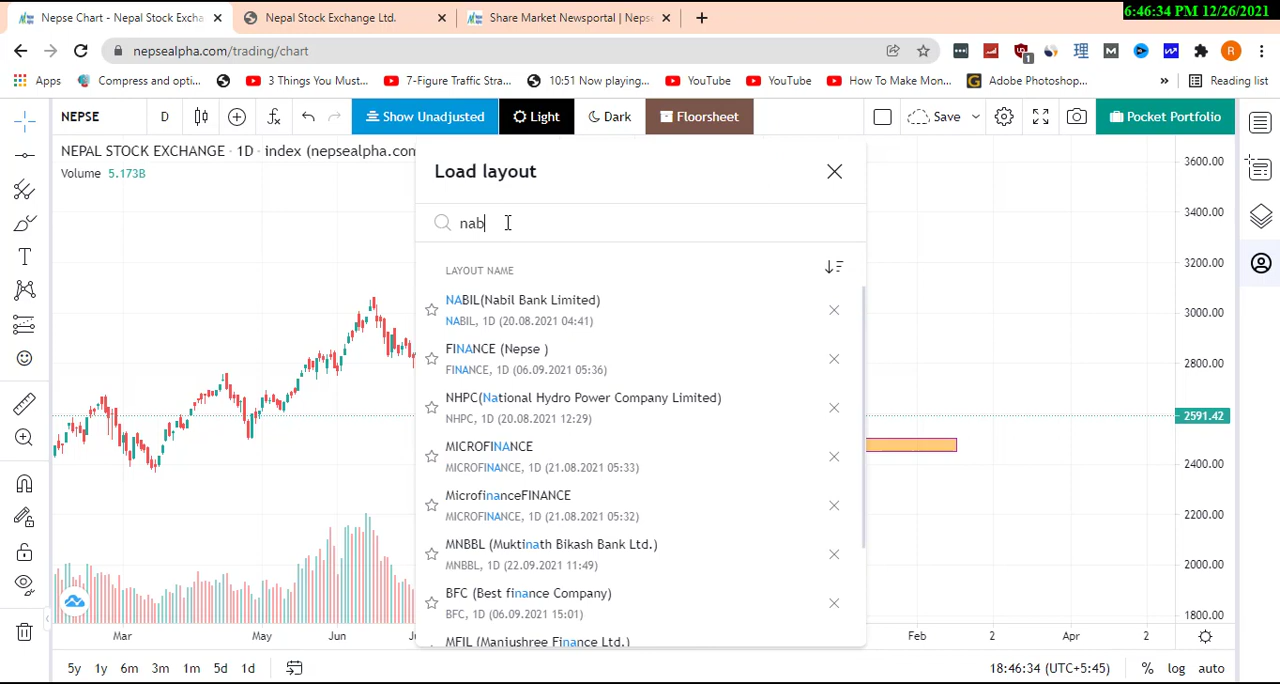 6:46:34 PM 12/26/2021
Nepse Chart - Nepal Stock Excha
Nepal Stock Exchange Ltd.
Share Market Newsportal | Nepse
nepsealpha.com/trading/chart
1
R
Apps
Compress and opti...
3 Things You Must...
7-Figure Traffic Stra...
10:51 Now playing...
YouTube
YouTube
How To Make Mon...
Adobe Photoshop...
»
Reading list
NEPSE
D
Show Unadjusted
Light
Dark
Floorsheet
Save
Pocket Portfolio
NEPAL STOCK EXCHANGE · 1D · index (nepsealpha.com
Volume 5.173B
Load layout
nab
LAYOUT NAME
NABIL(Nabil Bank Limited)
NABIL, 1D (20.08.2021 04:41)
FINANCE (Nepse )
FINANCE, 1D (06.09.2021 05:36)
NHPC(National Hydro Power Company Limited)
NHPC, 1D (20.08.2021 12:29)
MICROFINANCE
MICROFINANCE, 1D (21.08.2021 05:33)
MicrofinanceFINANCE
MICROFINANCE, 1D (21.08.2021 05:32)
MNBBL (Muktinath Bikash Bank Ltd.)
MNBBL, 1D (22.09.2021 11:49)
BFC (Best finance Company)
BFC, 1D (06.09.2021 15:01)
MFIL (Manjushree Finance Ltd.)
3600.00
3400.00
3200.00
3000.00
2800.00
2591.42
2400.00
2200.00
2000.00
1800.00
Mar
May
Jun
Feb
2
Apr
2
5y 1y 6m 3m 1m 5d 1d
18:46:34 (UTC+5:45)
% log auto